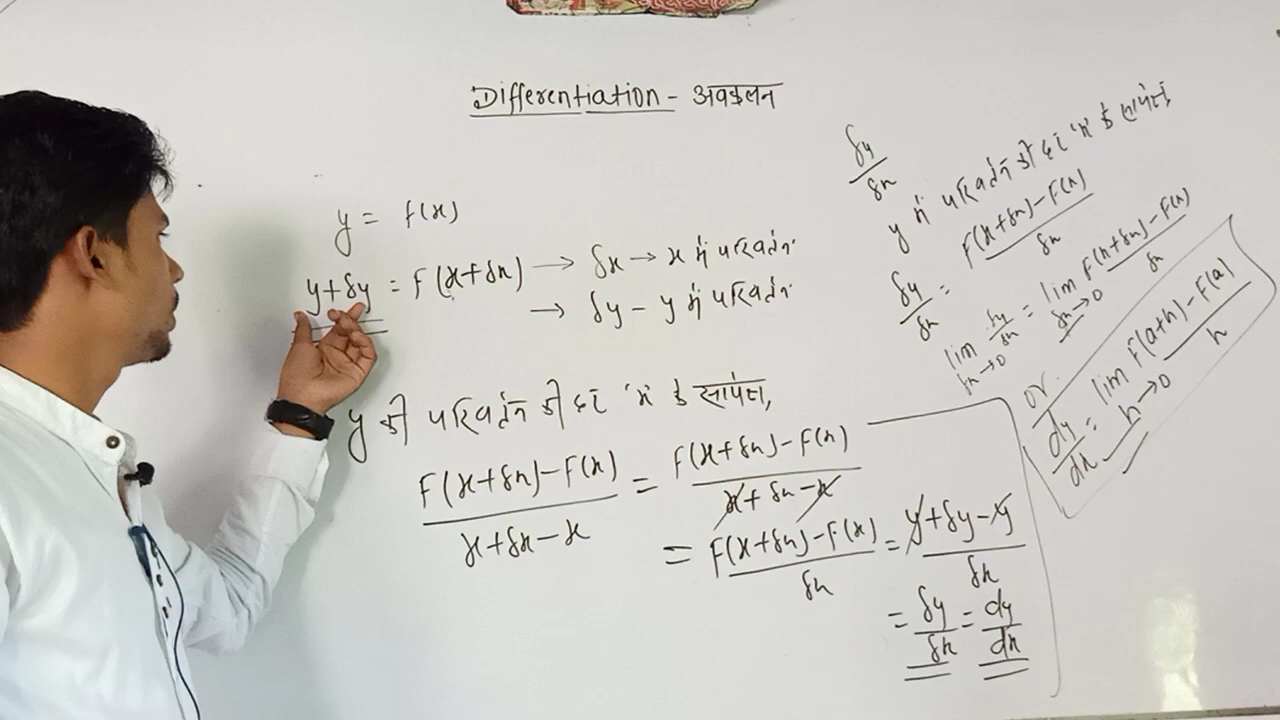 Differentiation - अवकलन
y = f(x)
y+δy = F(x+δx) → δx → x में परिवर्तन
→ δy – y में परिवर्तन
y की परिवर्तन की दर 'x' के सापेक्ष,
F(x+δx)-F(x) / x+δx-x = F(x+δx)-F(x) / x+δx-x
= F(x+δx)-F(x) / δx = y+δy-y / δx
= δy/δx = dy/dx
δy/δx
y में परिवर्तन की दर 'x' के सापेक्ष
δy/δx = F(x+δx)-F(x) / δx
lim δx→0 δy/δx = lim δx→0 F(x+δx)-F(x) / δx
or
dy/dx = lim h→0 F(a+h)-F(a) / h